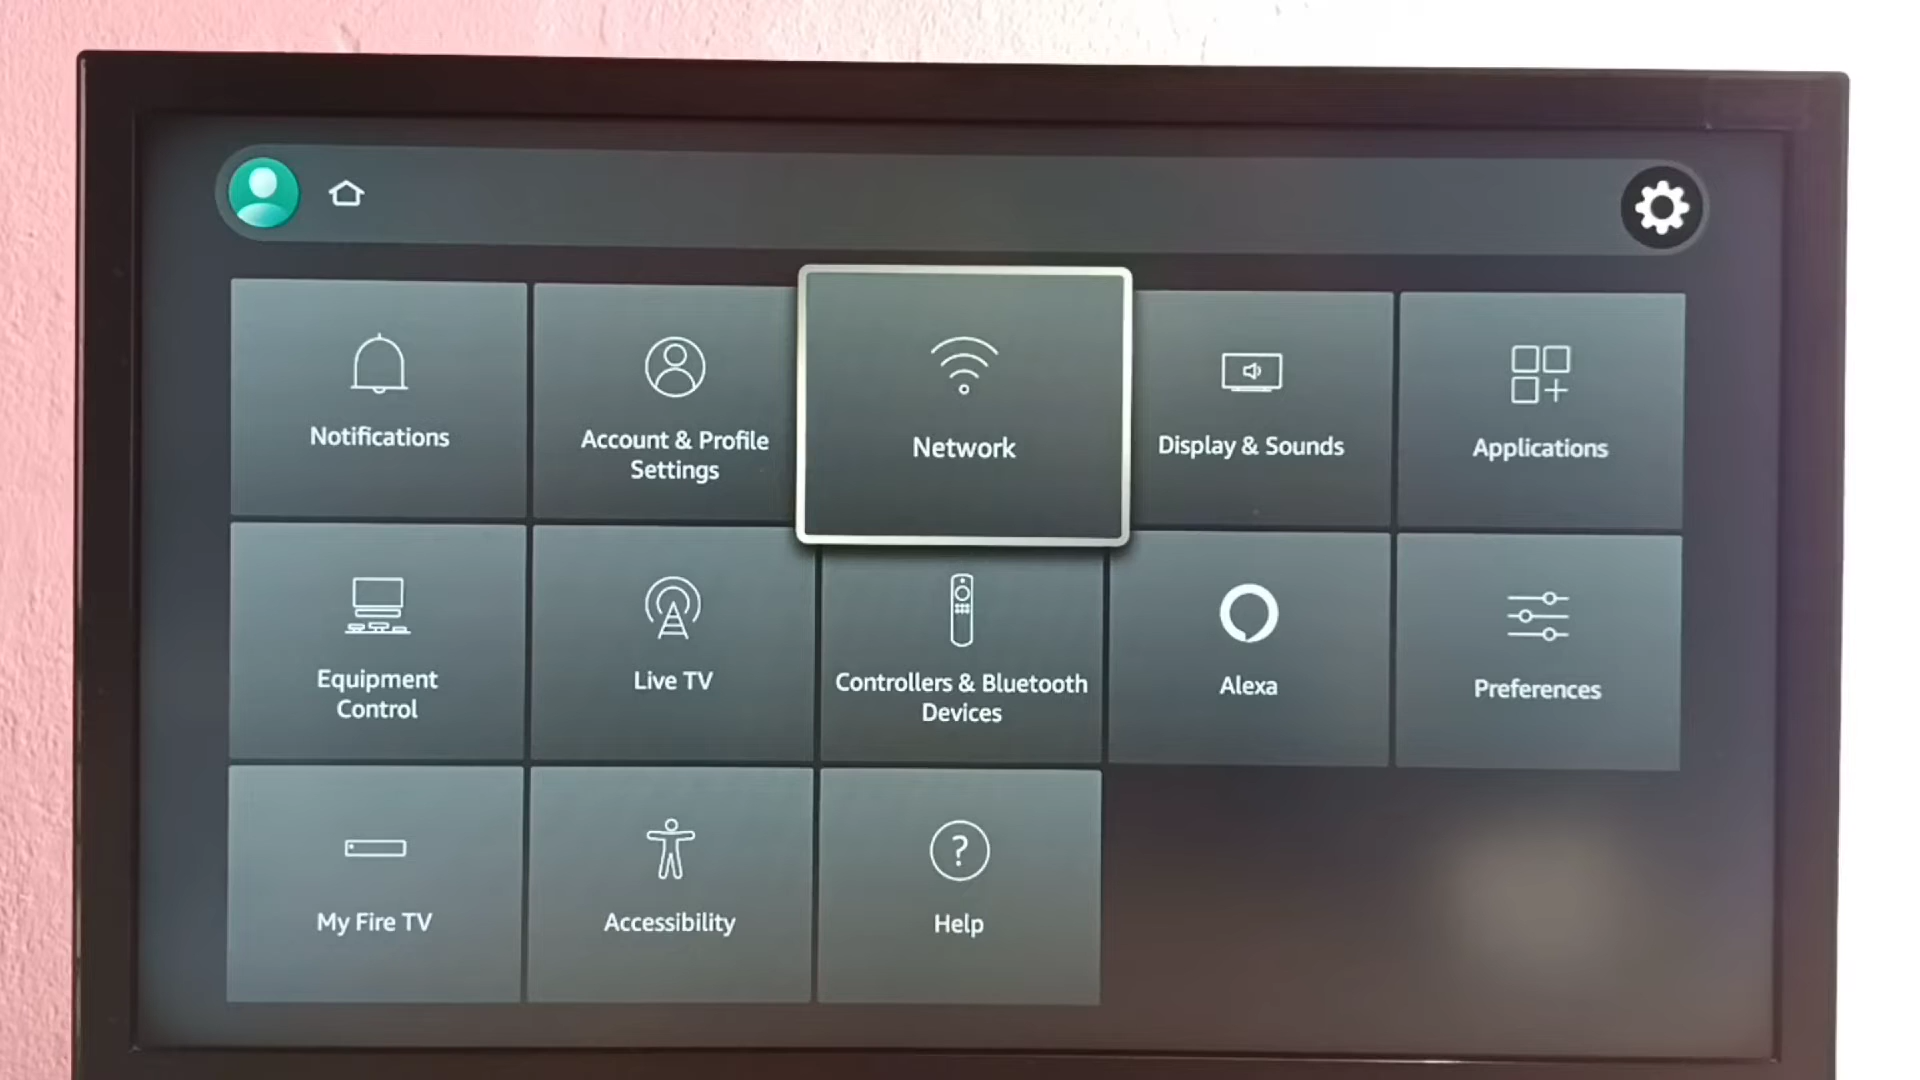 Notifications
Account & Profile
Settings
Network
Display & Sounds
Applications
Equipment
Control
Live TV
Controllers & Bluetooth
Devices
Alexa
Preferences
My Fire TV
Accessibility
?
Help